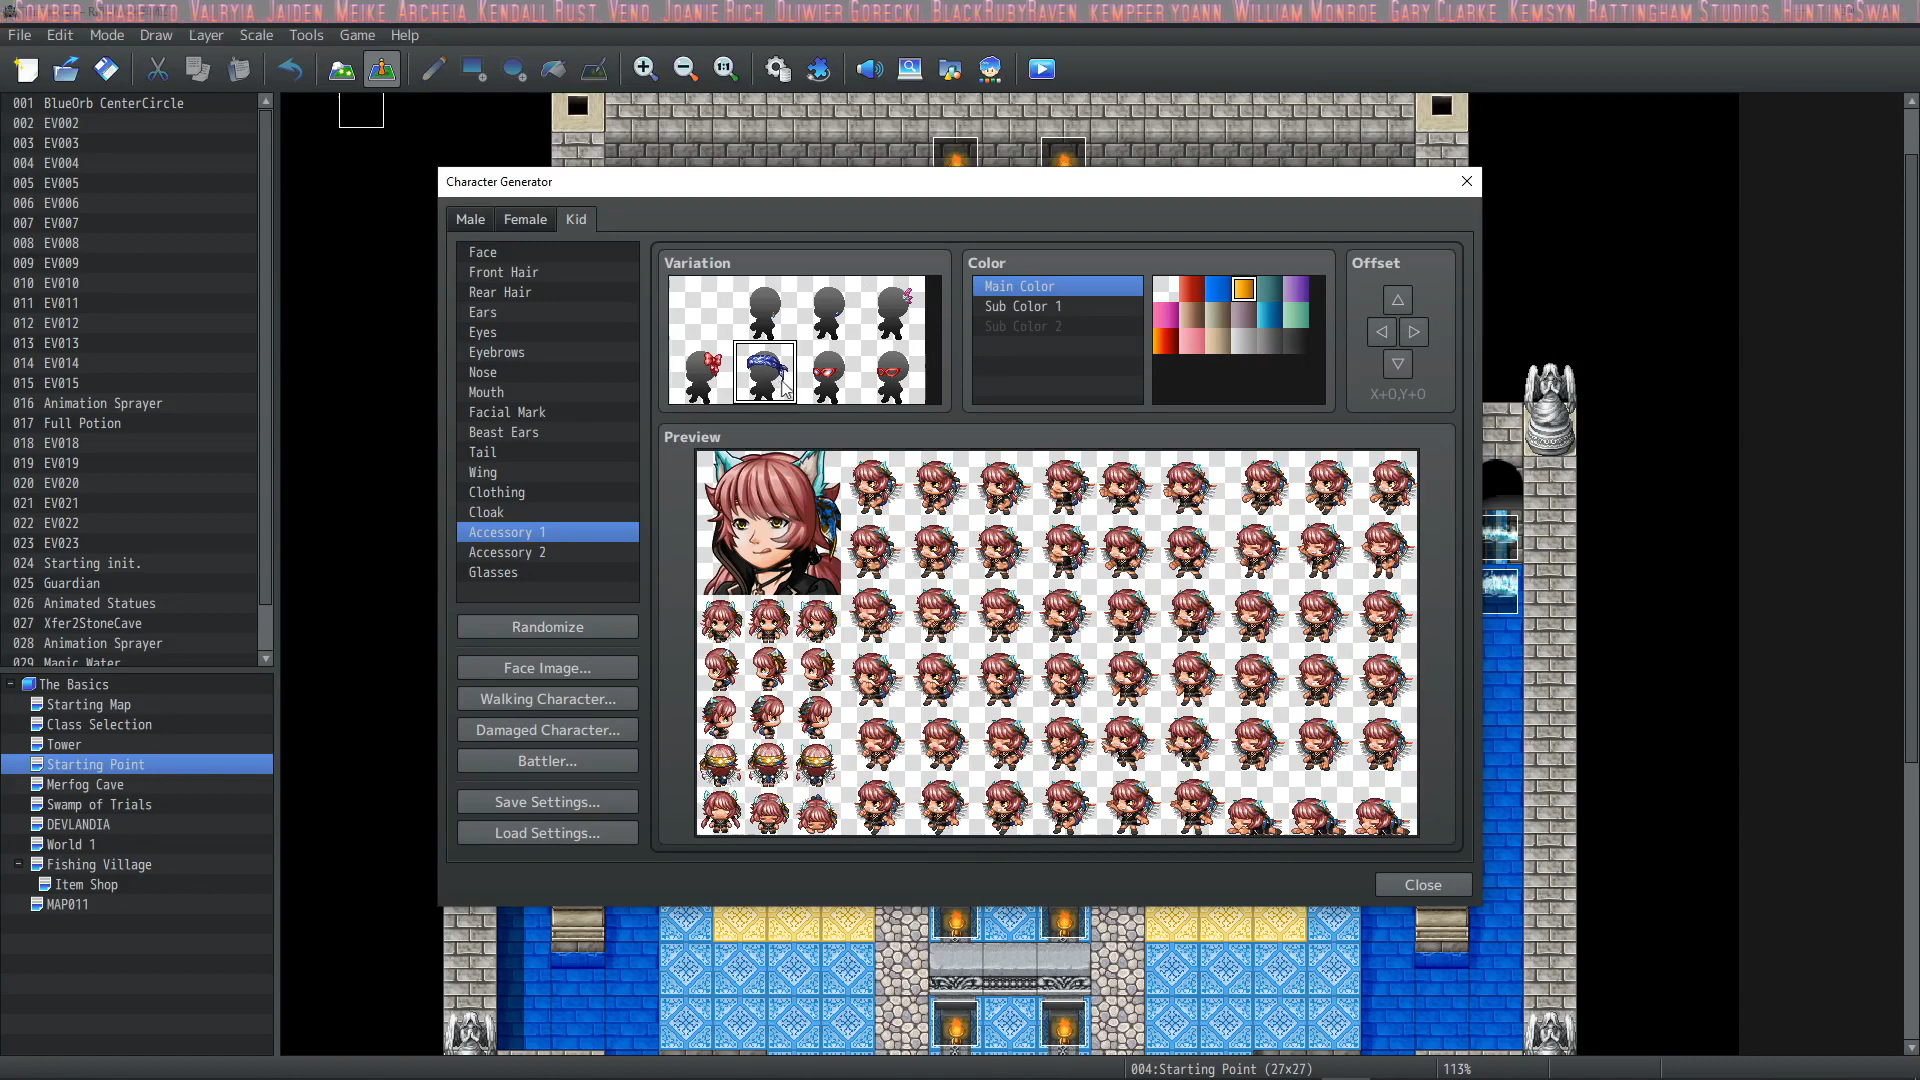 Valryia, Jaiden Meike, Archeia, Kendall Rust, Vend, Joane Rich, Olivier Gosecki, BlackRubyRaven, kempfer yoann, William Monroe, Gary Clarke, Kemsyn, Rattingham Studios, HuntingSwan,
File Edit Mode Draw Layer Scale Tools Game Help
001 BlueOrb CenterCircle
002 EV002
003 EV003
004 EV004
005 EV005
006 EV006
007 EV007
008 EV008
009 EV009
010 EV010
011 EV011
012 EV012
013 EV013
014 EV014
015 EV015
016 Animation Sprayer
017 Full Potion
018 EV018
019 EV019
020 EV020
021 EV021
022 EV022
023 EV023
024 Starting init.
025 Guardian
026 Animated Statues
027 Xfer2StoneCave
028 Animation Sprayer
029 Magic Water
The Basics
Starting Map
Class Selection
Tower
Starting Point
Merfog Cave
Swamp of Trials
DEVLANDIA
World 1
Fishing Village
Item Shop
MAP011
Character Generator
Male Female Kid
Face
Front Hair
Rear Hair
Ears
Eyes
Eyebrows
Nose
Mouth
Facial Mark
Beast Ears
Tail
Wing
Clothing
Cloak
Accessory 1
Accessory 2
Glasses
Randomize
Face Image...
Walking Character...
Damaged Character...
Battler...
Save Settings...
Load Settings...
Variation
Color
Main Color
Sub Color 1
Sub Color 2
Offset
X+0,Y+0
Preview
Close
004:Starting Point (27x27) 113%